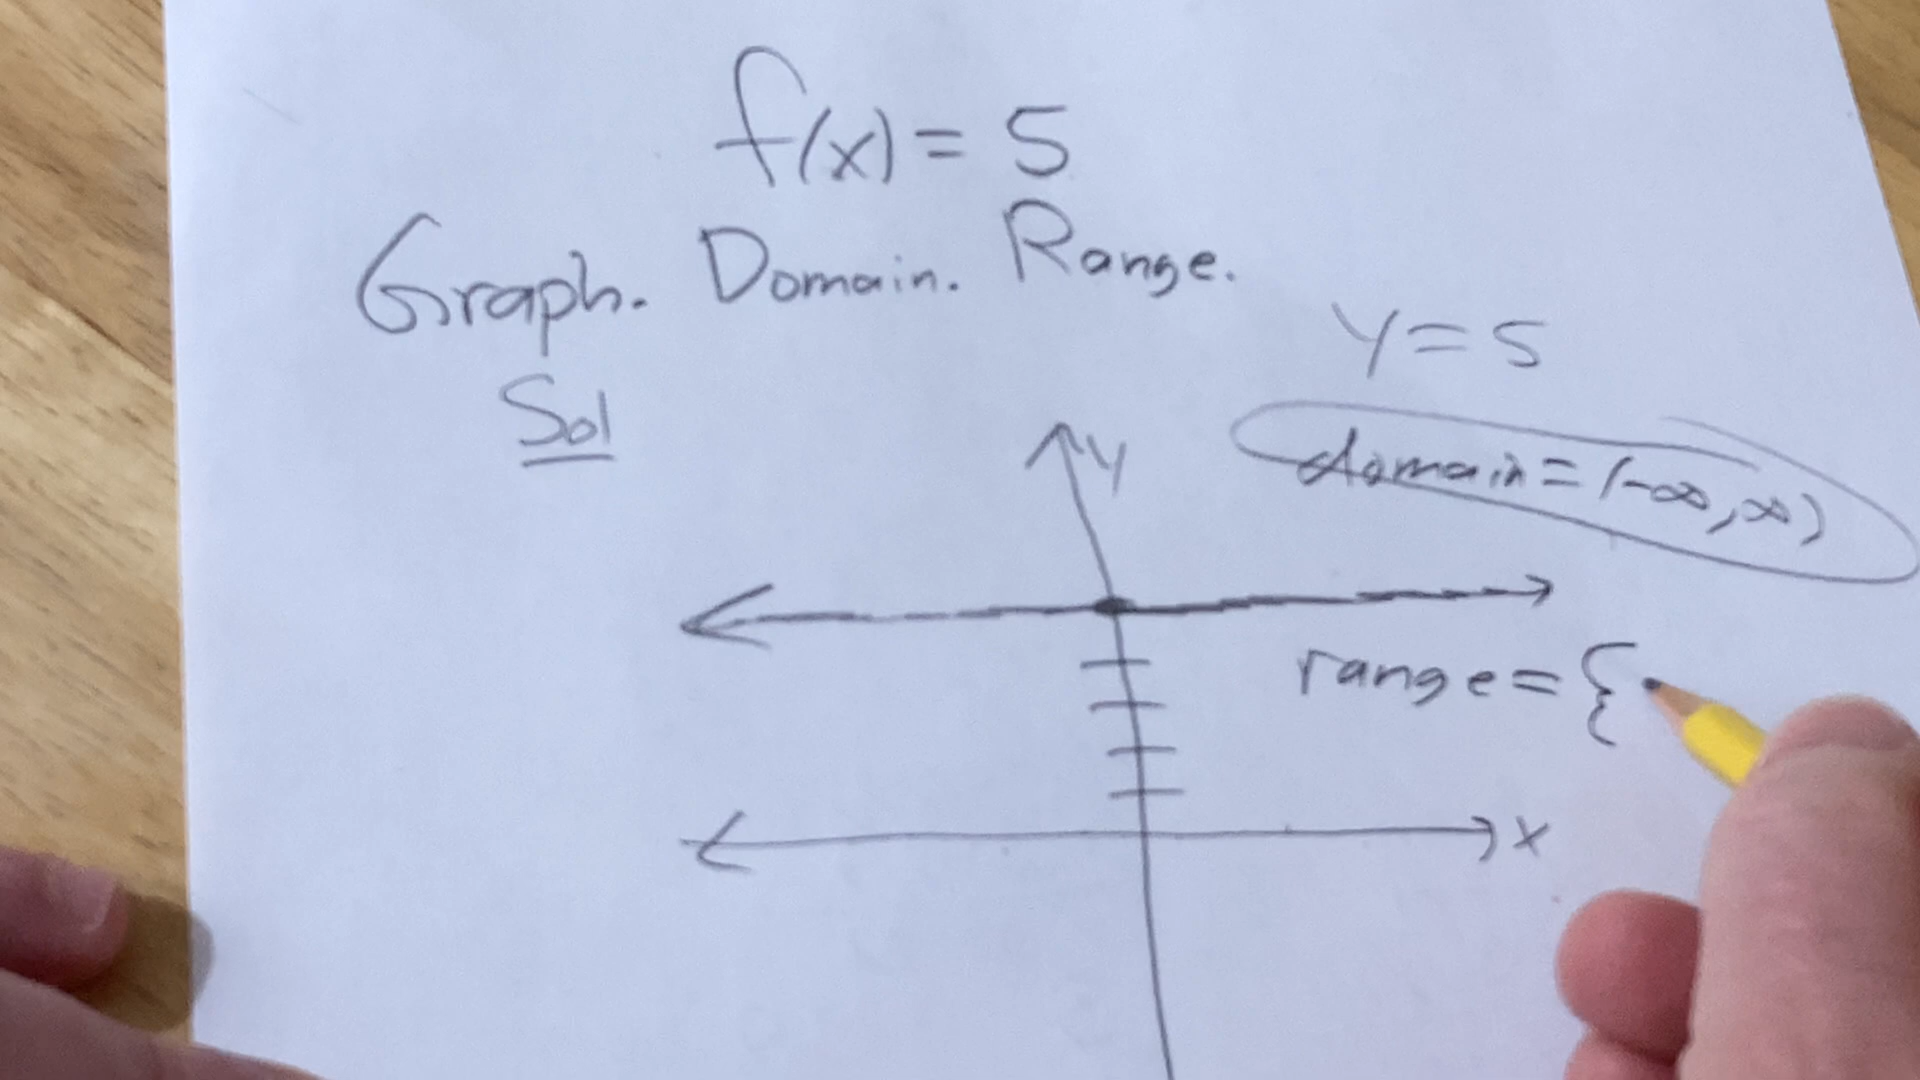 f(x) = 5
Graph. Domain. Range.
Sol
y = 5
domain = (-∞, ∞)
y
range = {
x